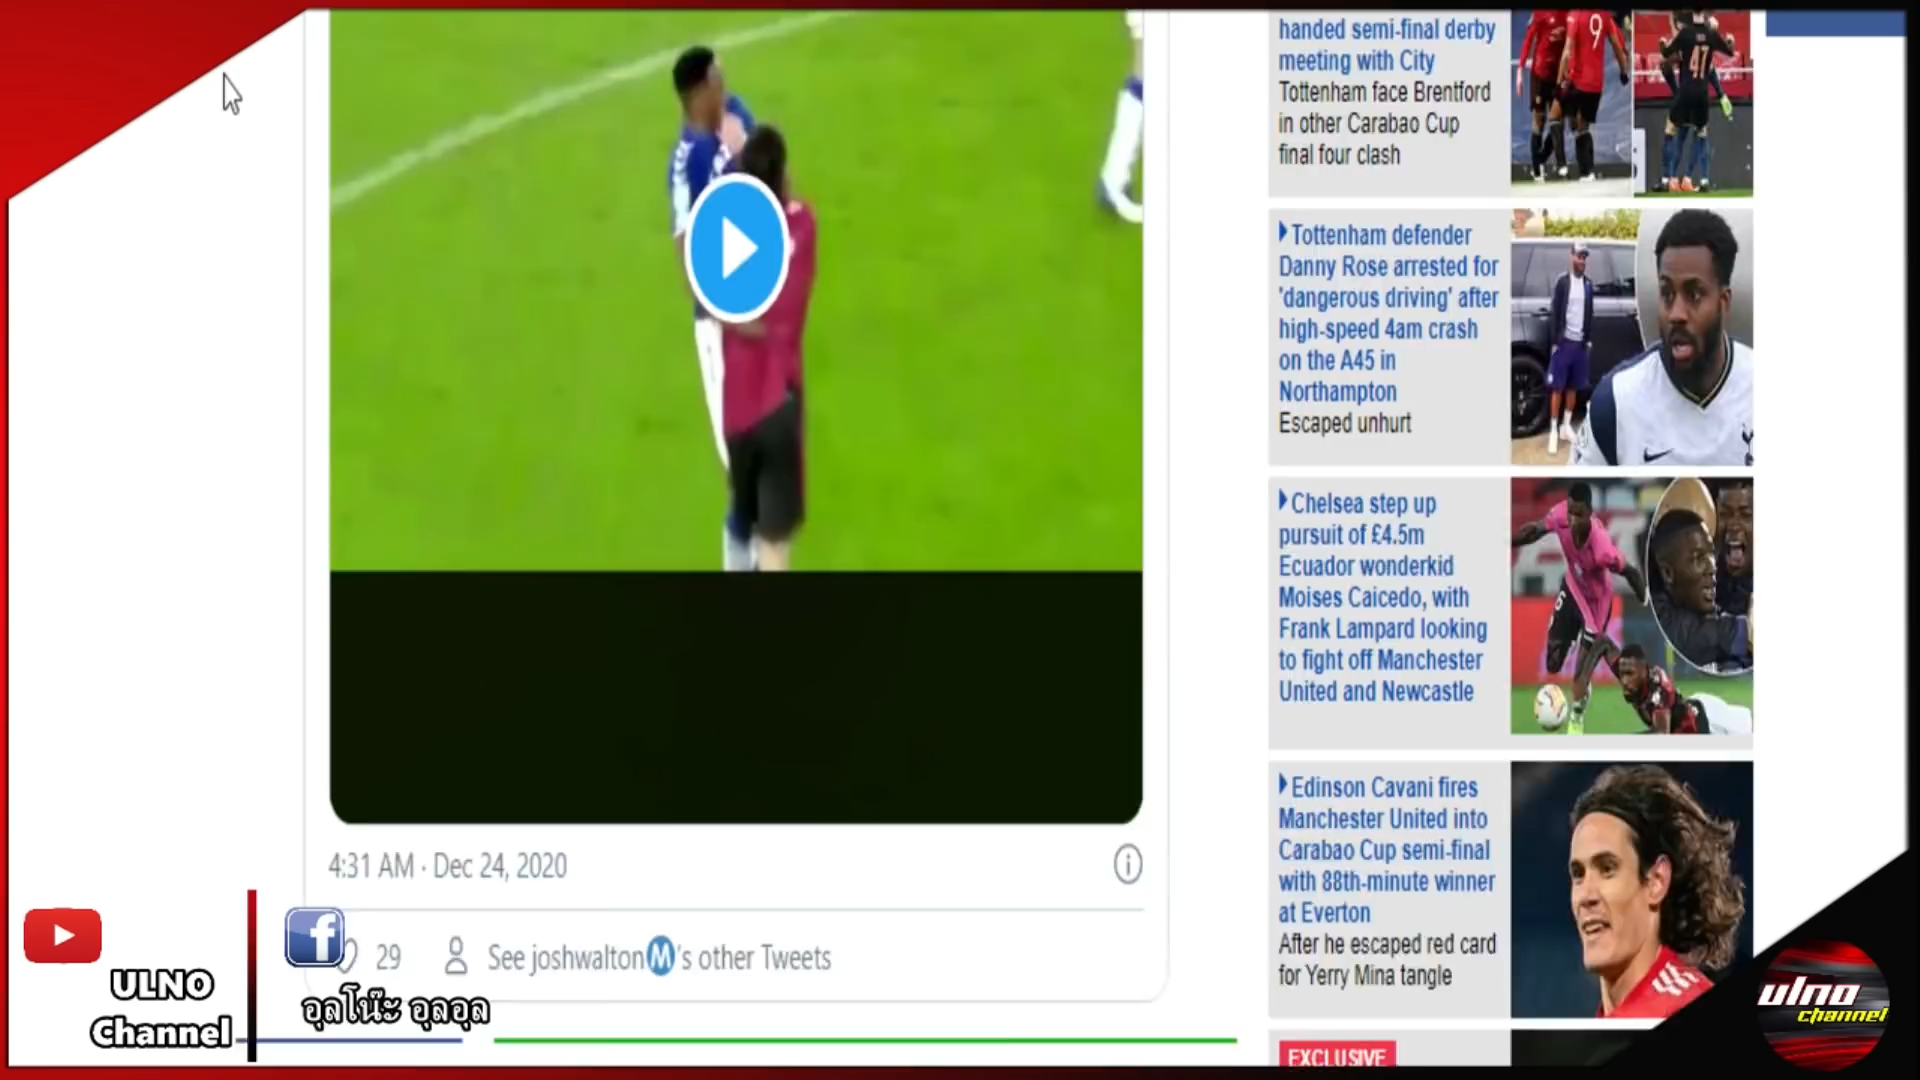 handed semi-final derby
meeting with City
Tottenham face Brentford
in other Carabao Cup
final four clash
9
47
Tottenham defender
Danny Rose arrested for
'dangerous driving' after
high-speed 4am crash
on the A45 in
Northampton
Escaped unhurt
Chelsea step up
pursuit of £4.5m
Ecuador wonderkid
Moises Caicedo, with
Frank Lampard looking
to fight off Manchester
United and Newcastle
Edinson Cavani fires
Manchester United into
Carabao Cup semi-final
with 88th-minute winner
at Everton
After he escaped red card
for Yerry Mina tangle
EXCLUSIVE
4:31 AM · Dec 24, 2020
29
See joshwaltonⓂ's other Tweets
ULNO
Channel
อุลโน๊ะ อุลอุล
ulno
channel